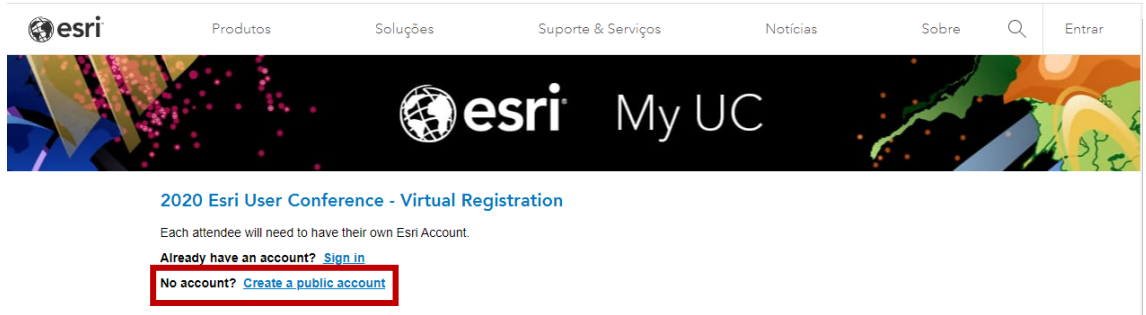 esri Produtos Soluções Suporte & Serviços Notícias Sobre Entrar
esri My UC
2020 Esri User Conference - Virtual Registration
Each attendee will need to have their own Esri Account.
Already have an account? Sign in
No account? Create a public account